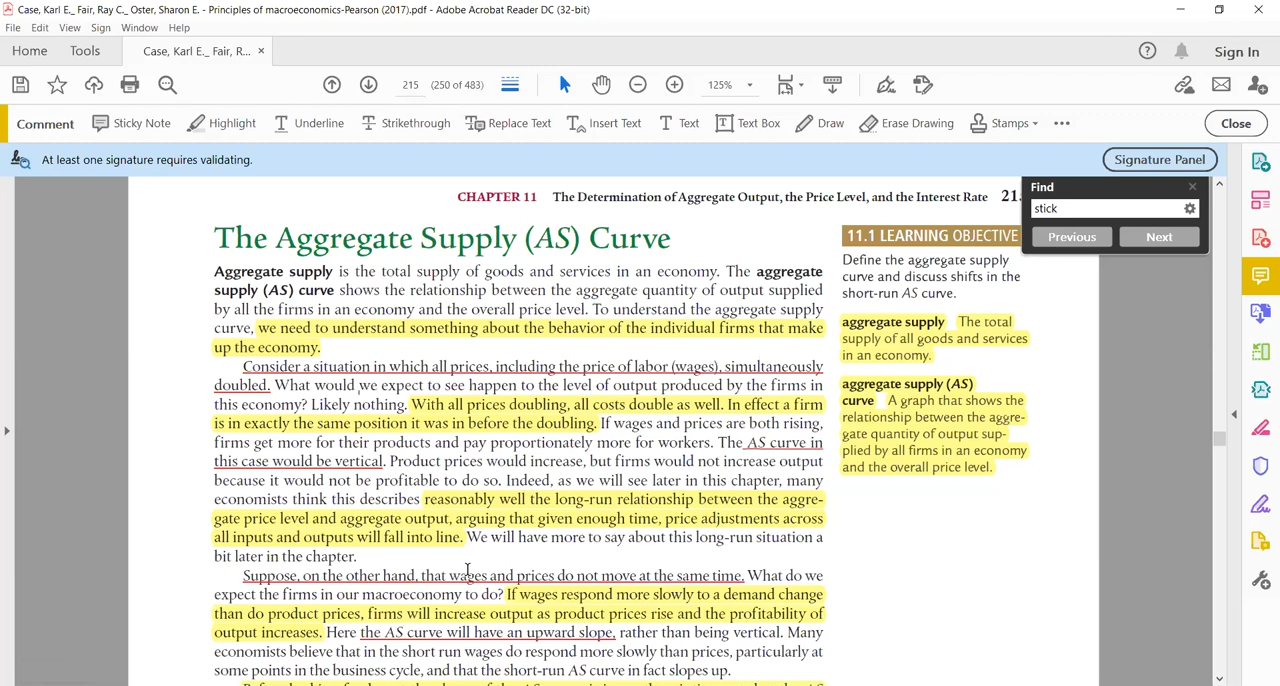 Case, Karl E._ Fair, Ray C._ Oster, Sharon E. - Principles of macroeconomics-Pearson (2017).pdf - Adobe Acrobat Reader DC (32-bit)
File Edit View Sign Window Help
Home Tools Case, Karl E._ Fair, R... × Sign In
215 (250 of 483) 125%
Comment Sticky Note Highlight Underline Strikethrough Replace Text Insert Text Text Text Box Draw Erase Drawing Stamps Close
At least one signature requires validating. Signature Panel
Find
stick
Previous Next
CHAPTER 11 The Determination of Aggregate Output, the Price Level, and the Interest Rate 21
The Aggregate Supply (AS) Curve
Aggregate supply is the total supply of goods and services in an economy. The aggregate
supply (AS) curve shows the relationship between the aggregate quantity of output supplied
by all the firms in an economy and the overall price level. To understand the aggregate supply
curve, we need to understand something about the behavior of the individual firms that make
up the economy.
Consider a situation in which all prices, including the price of labor (wages), simultaneously
doubled. What would we expect to see happen to the level of output produced by the firms in
this economy? Likely nothing. With all prices doubling, all costs double as well. In effect a firm
is in exactly the same position it was in before the doubling. If wages and prices are both rising,
firms get more for their products and pay proportionately more for workers. The AS curve in
this case would be vertical. Product prices would increase, but firms would not increase output
because it would not be profitable to do so. Indeed, as we will see later in this chapter, many
economists think this describes reasonably well the long-run relationship between the aggre-
gate price level and aggregate output, arguing that given enough time, price adjustments across
all inputs and outputs will fall into line. We will have more to say about this long-run situation a
bit later in the chapter.
Suppose, on the other hand, that wages and prices do not move at the same time. What do we
expect the firms in our macroeconomy to do? If wages respond more slowly to a demand change
than do product prices, firms will increase output as product prices rise and the profitability of
output increases. Here the AS curve will have an upward slope, rather than being vertical. Many
economists believe that in the short run wages do respond more slowly than prices, particularly at
some points in the business cycle, and that the short-run AS curve in fact slopes up.
11.1 LEARNING OBJECTIVE
Define the aggregate supply
curve and discuss shifts in the
short-run AS curve.
aggregate supply The total
supply of all goods and services
in an economy.
aggregate supply (AS)
curve A graph that shows the
relationship between the aggre-
gate quantity of output sup-
plied by all firms in an economy
and the overall price level.